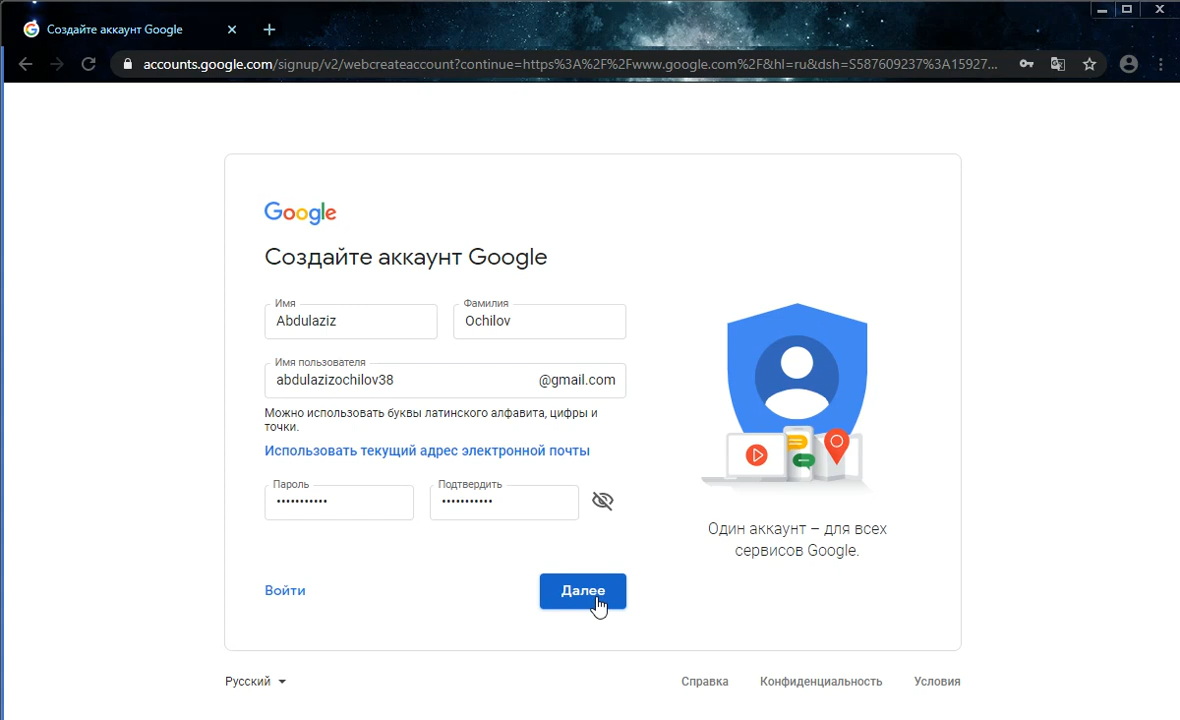 Создайте аккаунт Google
accounts.google.com/signup/v2/webcreateaccount?continue=https%3A%2F%2Fwww.google.com%2F&hl=ru&dsh=S587609237%3A15927...
Google
Создайте аккаунт Google
Имя
Abdulaziz
Фамилия
Ochilov
Имя пользователя
abdulazizochilov38 @gmail.com
Можно использовать буквы латинского алфавита, цифры и
точки.
Использовать текущий адрес электронной почты
Пароль
•••••••••••
Подтвердить
•••••••••••
Один аккаунт – для всех
сервисов Google.
Войти
Далее
Русский
Справка
Конфиденциальность
Условия